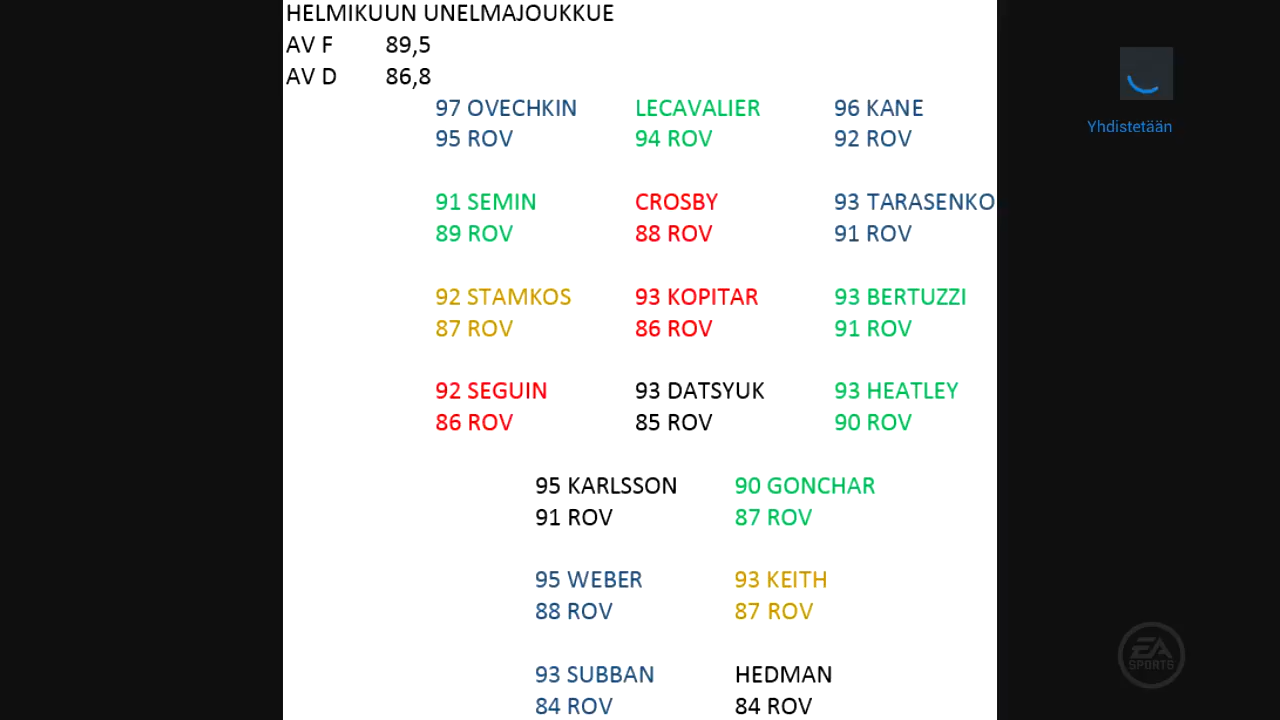 HELMIKUUN UNELMAJOUKKUE
AV F 89,5
AV D 86,8
97 OVECHKIN LECAVALIER 96 KANE
95 ROV 94 ROV 92 ROV
91 SEMIN CROSBY 93 TARASENKO
89 ROV 88 ROV 91 ROV
92 STAMKOS 93 KOPITAR 93 BERTUZZI
87 ROV 86 ROV 91 ROV
92 SEGUIN 93 DATSYUK 93 HEATLEY
86 ROV 85 ROV 90 ROV
95 KARLSSON 90 GONCHAR
91 ROV 87 ROV
95 WEBER 93 KEITH
88 ROV 87 ROV
93 SUBBAN HEDMAN
84 ROV 84 ROV
Yhdistetään
EA
SPORTS